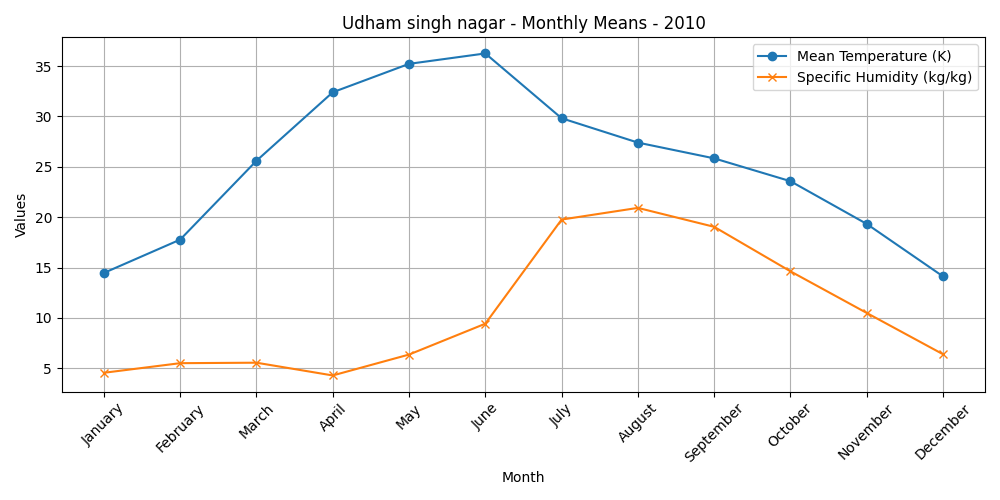 Udham singh nagar - Monthly Means - 2010
Mean Temperature (K)
Specific Humidity (kg/kg)
Values
35
30
25
20
15
10
5
January
February
March
April
May
June
July
August
September
October
November
December
Month